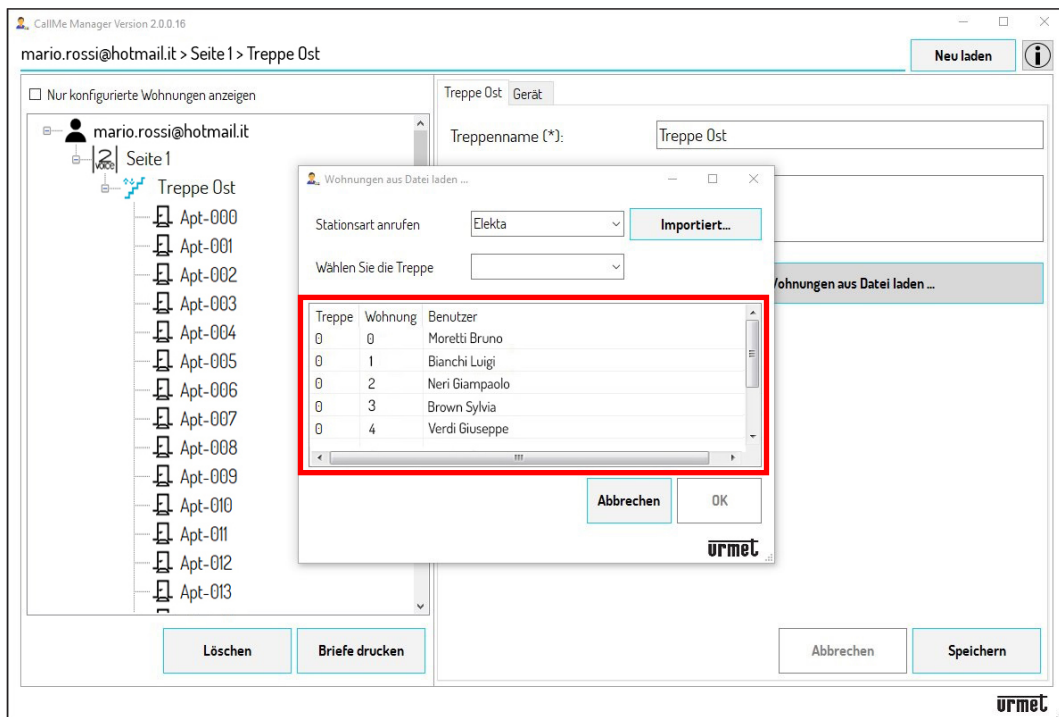 CallMe Manager Version 2.0.0.16
mario.rossi@hotmail.it > Seite 1 > Treppe Ost
Neu laden
Nur konfigurierte Wohnungen anzeigen
mario.rossi@hotmail.it
2 VOICE Seite 1
Treppe Ost
Apt-000
Apt-001
Apt-002
Apt-003
Apt-004
Apt-005
Apt-006
Apt-007
Apt-008
Apt-009
Apt-010
Apt-011
Apt-012
Apt-013
Löschen
Briefe drucken
Treppe Ost Gerät
Treppenname (*): Treppe Ost
Wohnungen aus Datei laden ...
Wohnungen aus Datei laden ...
Stationsart anrufen Elekta Importiert...
Wählen Sie die Treppe
Treppe Wohnung Benutzer
0 0 Moretti Bruno
0 1 Bianchi Luigi
0 2 Neri Giampaolo
0 3 Brown Sylvia
0 4 Verdi Giuseppe
Abbrechen OK
urmet
Abbrechen Speichern
urmet